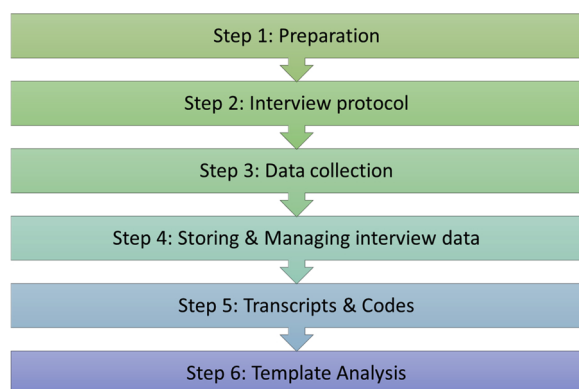 Step 1: Preparation
Step 2: Interview protocol
Step 3: Data collection
Step 4: Storing & Managing interview data
Step 5: Transcripts & Codes
Step 6: Template Analysis